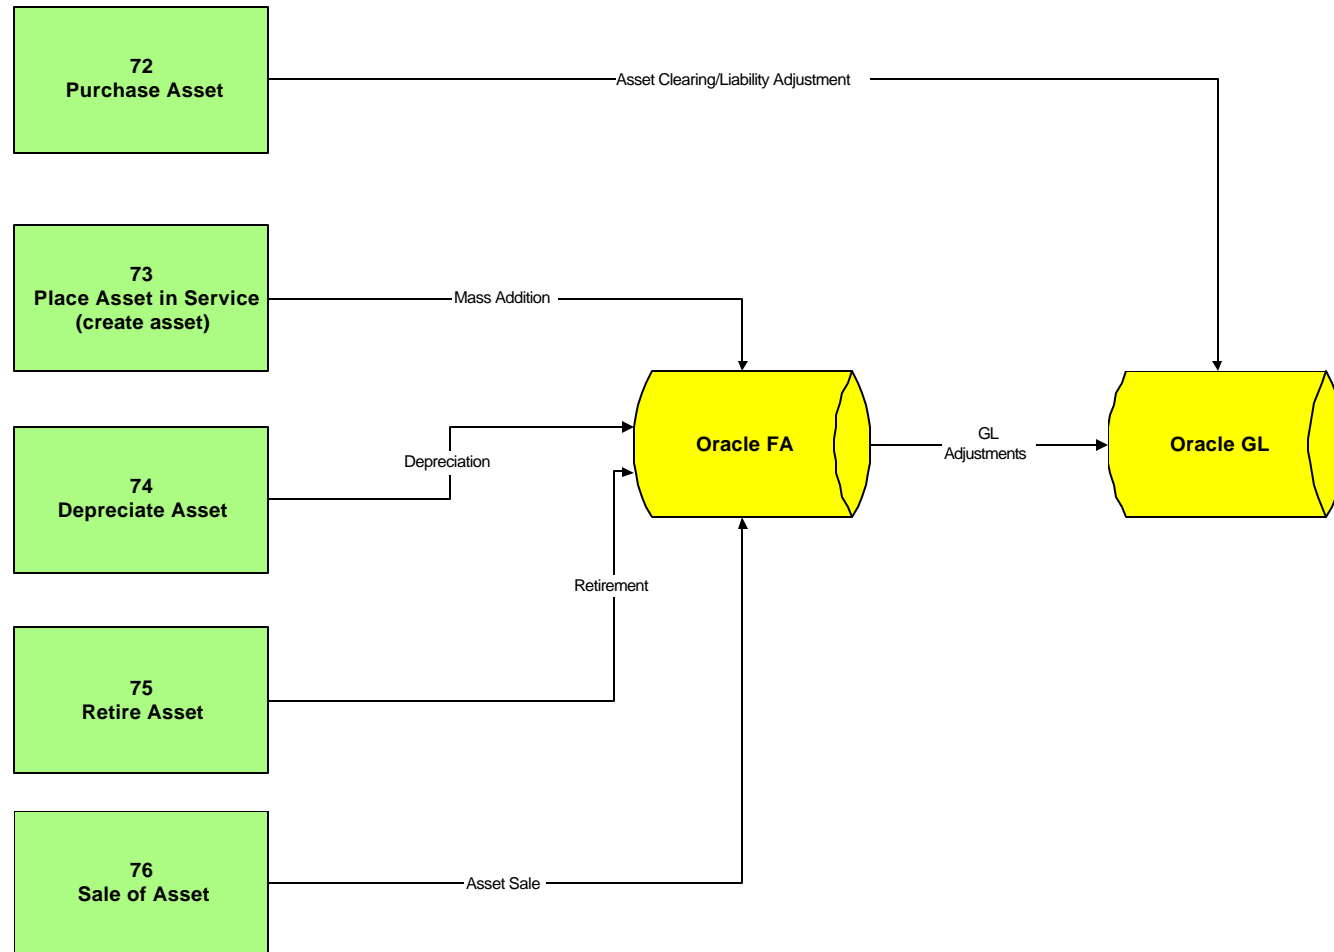 72
Purchase Asset
Asset Clearing/Liability Adjustment
73
Place Asset in Service
(create asset)
Mass Addition
74
Depreciate Asset
Depreciation
Oracle FA
GL
Adjustments
Oracle GL
Retirement
75
Retire Asset
76
Sale of Asset
Asset Sale